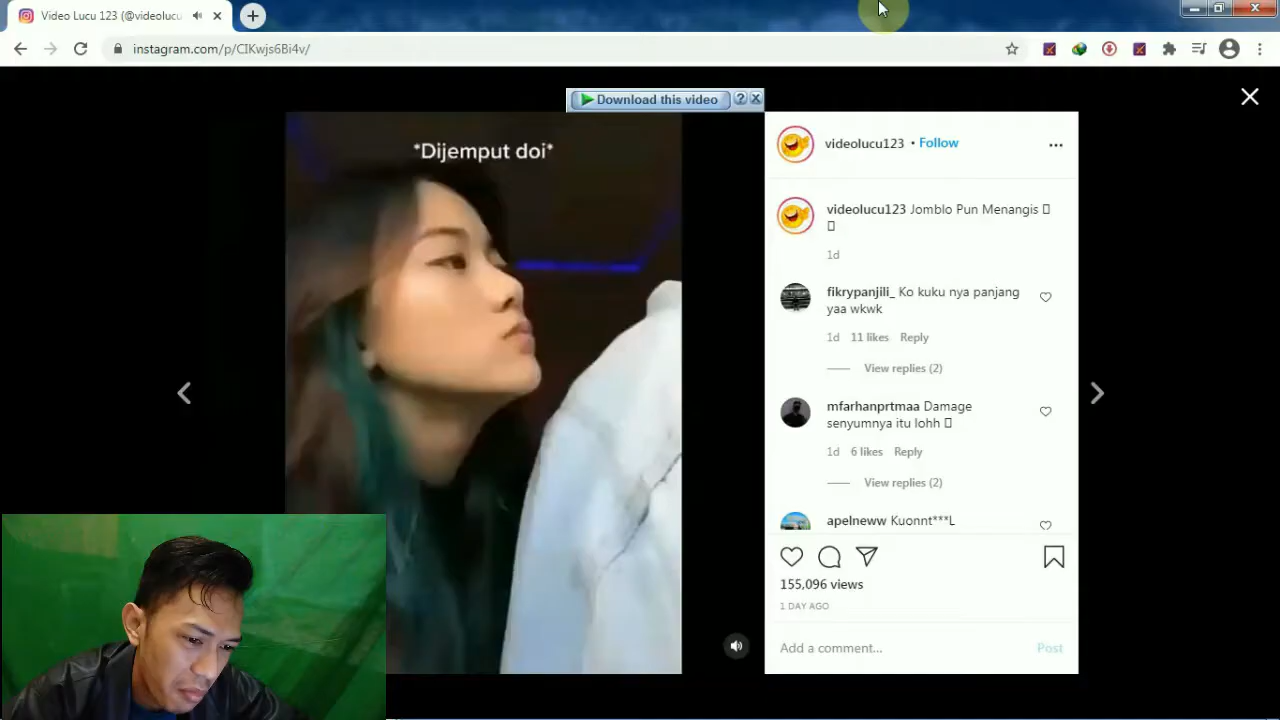 Video Lucu 123 (@videolucu
instagram.com/p/CIKwjs6Bi4v/
Download this video
?
*Dijemput doi*
videolucu123 • Follow
videolucu123 Jomblo Pun Menangis
1d
fikrypanjili_ Ko kuku nya panjang
yaa wkwk
1d 11 likes Reply
View replies (2)
mfarhanprtmaa Damage
senyumnya itu lohh
1d 6 likes Reply
View replies (2)
apelneww Kuonnt***L
155,096 views
1 DAY AGO
Add a comment... Post